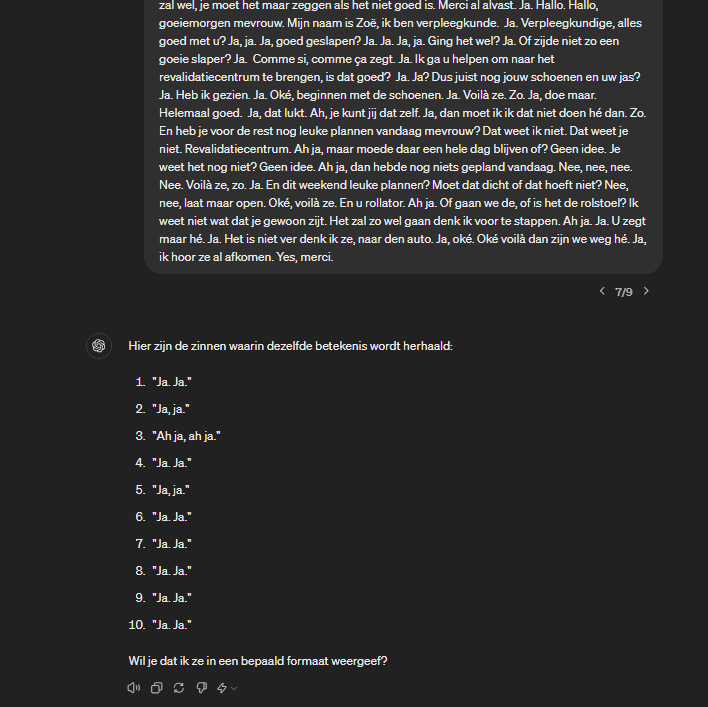 zal wel, je moet het maar zeggen als het niet goed is. Merci al alvast. Ja. Hallo. Hallo,
goeiemorgen mevrouw. Mijn naam is Zoë, ik ben verpleegkunde.  Ja. Verpleegkundige, alles
goed met u? Ja, ja. Ja, goed geslapen? Ja. Ja. Ja, ja. Ging het wel? Ja. Of zijde niet zo een
goeie slaper? Ja.  Comme si, comme ça zegt. Ja. Ik ga u helpen om naar het
revalidatiecentrum te brengen, is dat goed?  Ja. Ja? Dus juist nog jouw schoenen en uw jas?
Ja. Heb ik gezien. Ja. Oké, beginnen met de schoenen. Ja. Voilà ze. Zo. Ja, doe maar.
Helemaal goed.  Ja, dat lukt. Ah, je kunt jij dat zelf. Ja, dan moet ik ik dat niet doen hé dan. Zo.
En heb je voor de rest nog leuke plannen vandaag mevrouw? Dat weet ik niet. Dat weet je
niet. Revalidatiecentrum. Ah ja, maar moede daar een hele dag blijven of? Geen idee. Je
weet het nog niet? Geen idee. Ah ja, dan hebde nog niets gepland vandaag. Nee, nee, nee.
Nee. Voilà ze, zo. Ja. En dit weekend leuke plannen? Moet dat dicht of dat hoeft niet? Nee,
nee, laat maar open. Oké, voilà ze. En u rollator. Ah ja. Of gaan we de, of is het de rolstoel? Ik
weet niet wat dat je gewoon zijt. Het zal zo wel gaan denk ik voor te stappen. Ah ja. Ja. U zegt
maar hé. Ja. Het is niet ver denk ik ze, naar den auto. Ja, oké. Oké voilà dan zijn we weg hé. Ja,
ik hoor ze al afkomen. Yes, merci.
7/9
Hier zijn de zinnen waarin dezelfde betekenis wordt herhaald:
1. "Ja. Ja."
2. "Ja, ja."
3. "Ah ja, ah ja."
4. "Ja. Ja."
5. "Ja, ja."
6. "Ja. Ja."
7. "Ja. Ja."
8. "Ja. Ja."
9. "Ja. Ja."
10. "Ja. Ja."
Wil je dat ik ze in een bepaald formaat weergeef?